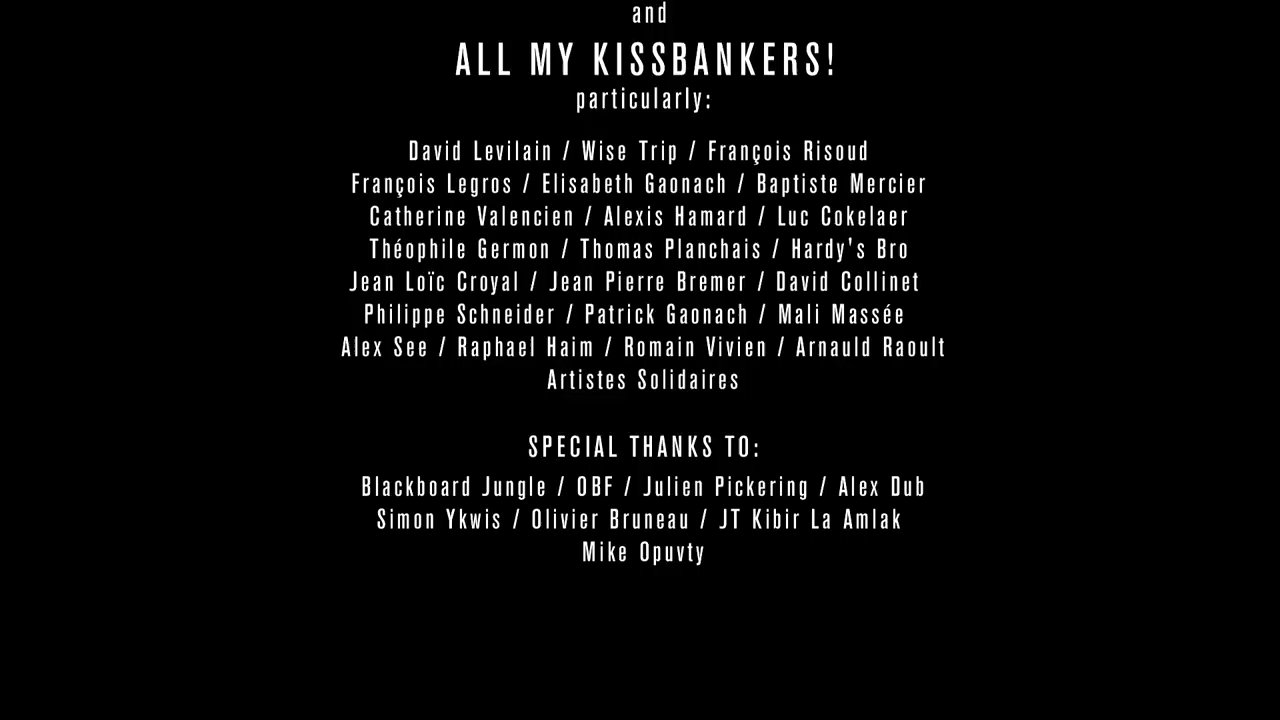 and
ALL MY KISSBANKERS!
particularly:
David Levilain / Wise Trip / François Risoud
François Legros / Elisabeth Gaonach / Baptiste Mercier
Catherine Valencien / Alexis Hamard / Luc Cokelaer
Théophile Germon / Thomas Planchais / Hardy's Bro
Jean Loïc Croyal / Jean Pierre Bremer / David Collinet
Philippe Schneider / Patrick Gaonach / Mali Massée
Alex See / Raphael Haim / Romain Vivien / Arnauld Raoult
Artistes Solidaires
SPECIAL THANKS TO:
Blackboard Jungle / OBF / Julien Pickering / Alex Dub
Simon Ykwis / Olivier Bruneau / JT Kibir La Amlak
Mike Opuvty